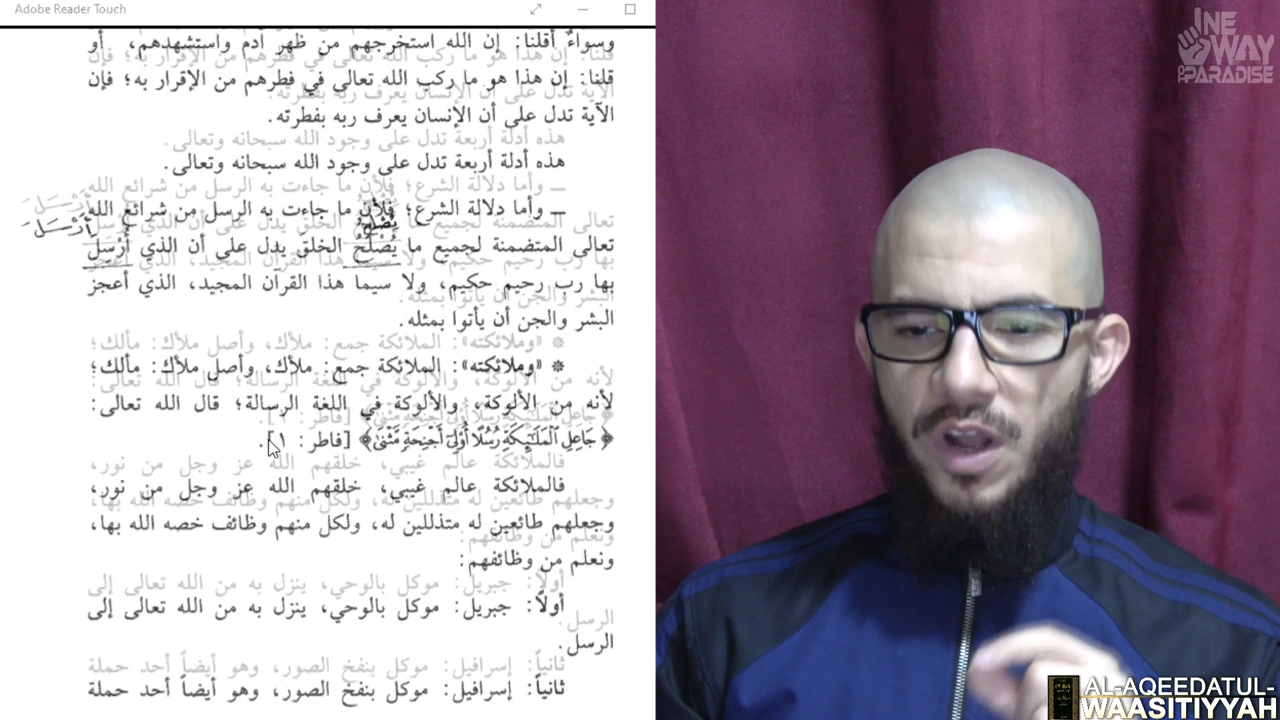 Adobe Reader Touch
وسواءٌ أقلنا: إن الله استخرجهم من ظهر آدم واستشهدهم، أو
قلنا: إن هذا هو ما ركب الله تعالى في فطرهم من الإقرار به؛ فإن
الآية تدل على أن الإنسان يعرف ربه بفطرته.
هذه أدلة أربعة تدل على وجود الله سبحانه وتعالى.
ـ وأما دلالة الشرع؛ فلأن ما جاءت به الرسل من شرائع الله
أَرْسَلَ
يُصْلِحُ
تعالى المتضمنة لجميع ما يُصْلَحُ الخلقَ يدل على أن الذي أُرْسِلَ
بها رب رحيم حكيم، ولا سيما هذا القرآن المجيد، الذي أعجز
البشر والجن أن يأتوا بمثله.
* «وملائكته»: الملائكة جمع: ملأك، وأصل ملأك: مألك؛
لأنه من الألوكة، والألوكة في اللغة الرسالة؛ قال الله تعالى:
﴿جَاعِلِ الْمَلَٰئِكَةِ رُسُلًا أُولِي أَجْنِحَةٍ مَّثْنَىٰ﴾ [فاطر: ١].
فالملائكة عالم غيبي، خلقهم الله عز وجل من نور،
وجعلهم طائعين له متذللين له، ولكل منهم وظائف خصه الله بها،
ونعلم من وظائفهم:
أولاً: جبريل: موكل بالوحي، ينزل به من الله تعالى إلى
الرسل.
ثانياً: إسرافيل: موكل بنفخ الصور، وهو أيضاً أحد حملة
ONE
WAY
TO PARADISE
AL-AQEEDATUL-
WAASITIYYAH